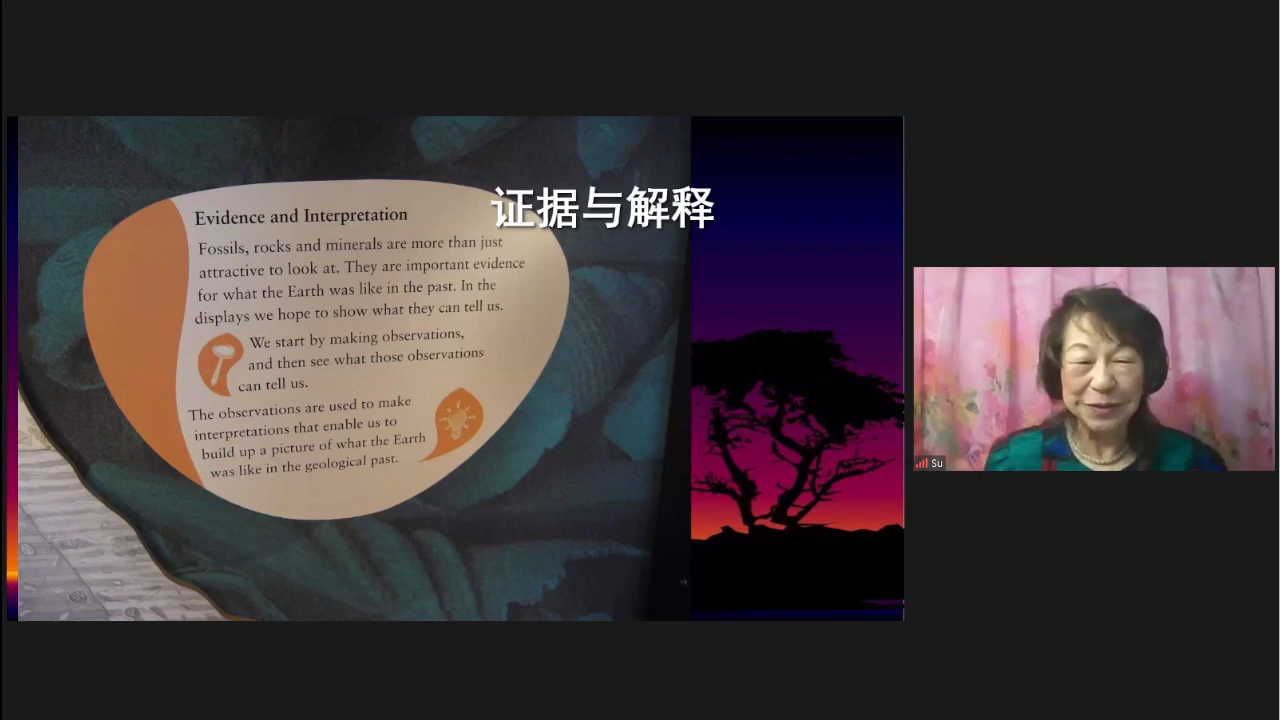 证据与解释
Evidence and Interpretation
Fossils, rocks and minerals are more than just
attractive to look at. They are important evidence
for what the Earth was like in the past. In the
displays we hope to show what they can tell us.
We start by making observations,
and then see what those observations
can tell us.
The observations are used to make
interpretations that enable us to
build up a picture of what the Earth
was like in the geological past.
Su